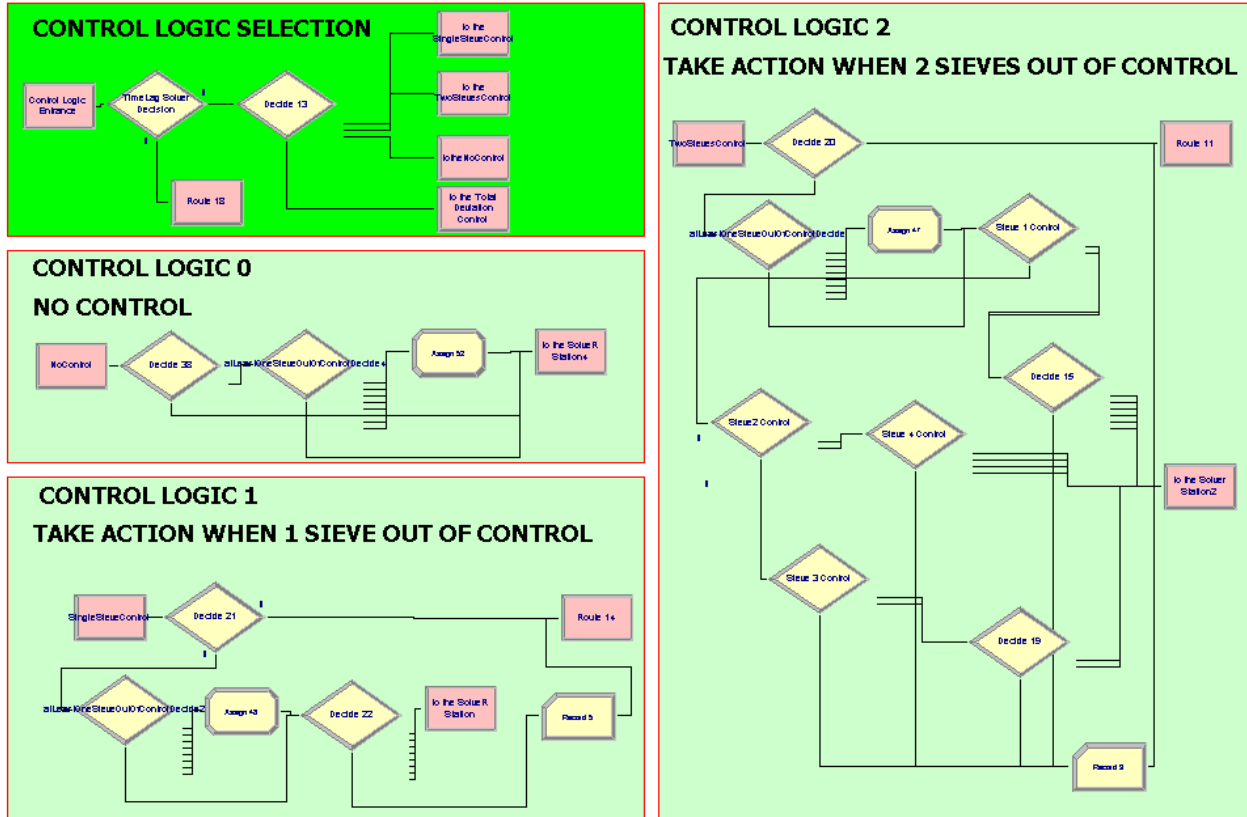 CONTROL LOGIC SELECTION
Control Logic
Entrance
Time Lag Solver
Decision
Decide 13
to the
SingleSieveControl
to the
TwoSievesControl
to the NoControl
to the Total
Deviation
Control
Route 18
CONTROL LOGIC 0
NO CONTROL
NoControl
Decide 38
atLeastOneSieveOutOfControlDecide4
Assign 52
to the SolveR
Station4
CONTROL LOGIC 1
TAKE ACTION WHEN 1 SIEVE OUT OF CONTROL
SingleSieveControl
Decide 21
Route 14
atLeastOneSieveOutOfControlDecide2
Assign 48
Decide 22
to the SolveR
Station
Record 5
CONTROL LOGIC 2
TAKE ACTION WHEN 2 SIEVES OUT OF CONTROL
TwoSievesControl
Decide 20
Route 11
atLeastOneSieveOutOfControlDecide
Assign 47
Sieve 1 Control
Decide 15
Sieve2 Control
Sieve 4 Control
to the Solver
Station2
Sieve 3 Control
Decide 19